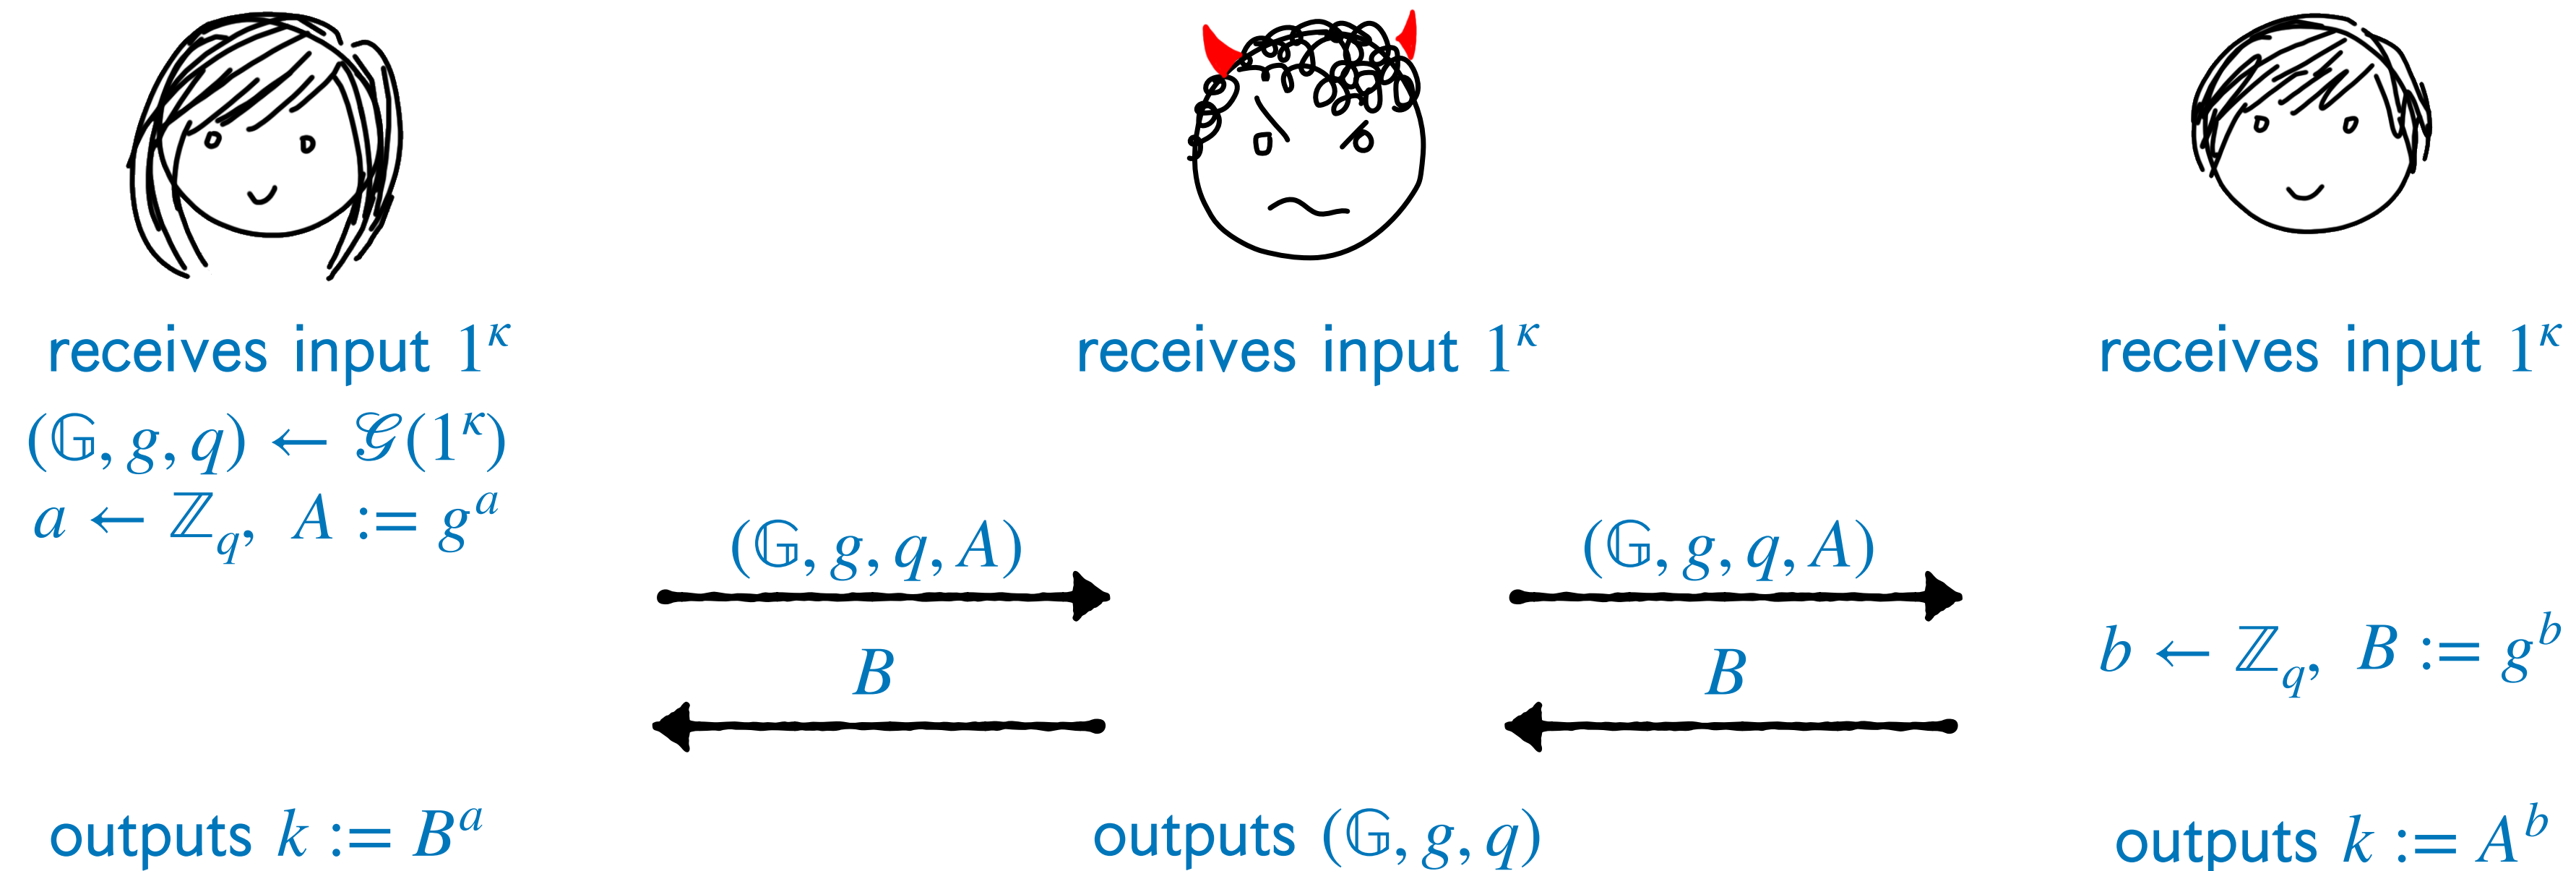 receives input 1^κ
receives input 1^κ
receives input 1^κ
(𝔾, g, q) ← 𝒢(1^κ)
a ← ℤ_q, A := g^a
(𝔾, g, q, A)
(𝔾, g, q, A)
b ← ℤ_q, B := g^b
B
B
outputs k := B^a
outputs (𝔾, g, q)
outputs k := A^b